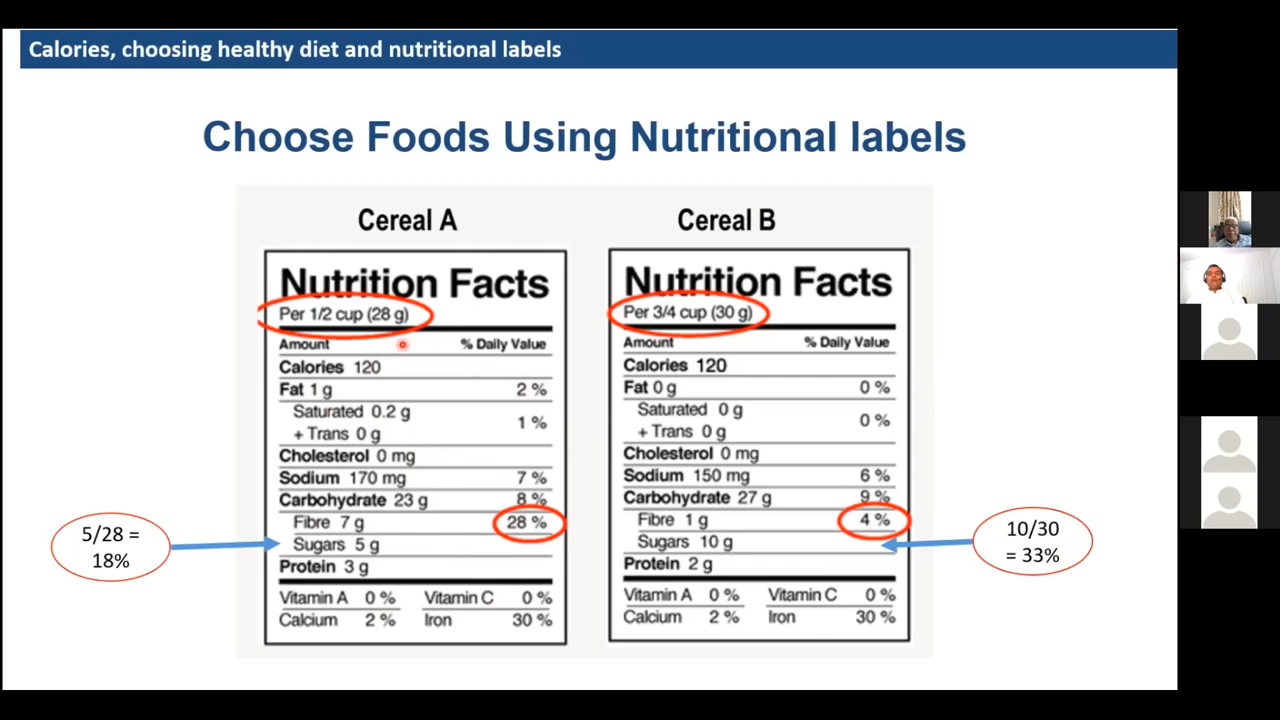 Calories, choosing healthy diet and nutritional labels
Choose Foods Using Nutritional labels
Cereal A
Nutrition Facts
Per 1/2 cup (28 g)
Amount % Daily Value
Calories 120
Fat 1 g 2 %
Saturated 0.2 g
+ Trans 0 g 1 %
Cholesterol 0 mg
Sodium 170 mg 7 %
Carbohydrate 23 g 8 %
Fibre 7 g 28 %
Sugars 5 g
Protein 3 g
Vitamin A 0 % Vitamin C 0 %
Calcium 2 % Iron 30 %
5/28 =
18%
Cereal B
Nutrition Facts
Per 3/4 cup (30 g)
Amount % Daily Value
Calories 120
Fat 0 g 0 %
Saturated 0 g
+ Trans 0 g 0 %
Cholesterol 0 mg
Sodium 150 mg 6 %
Carbohydrate 27 g 9 %
Fibre 1 g 4 %
Sugars 10 g
Protein 2 g
Vitamin A 0 % Vitamin C 0 %
Calcium 2 % Iron 30 %
10/30
= 33%